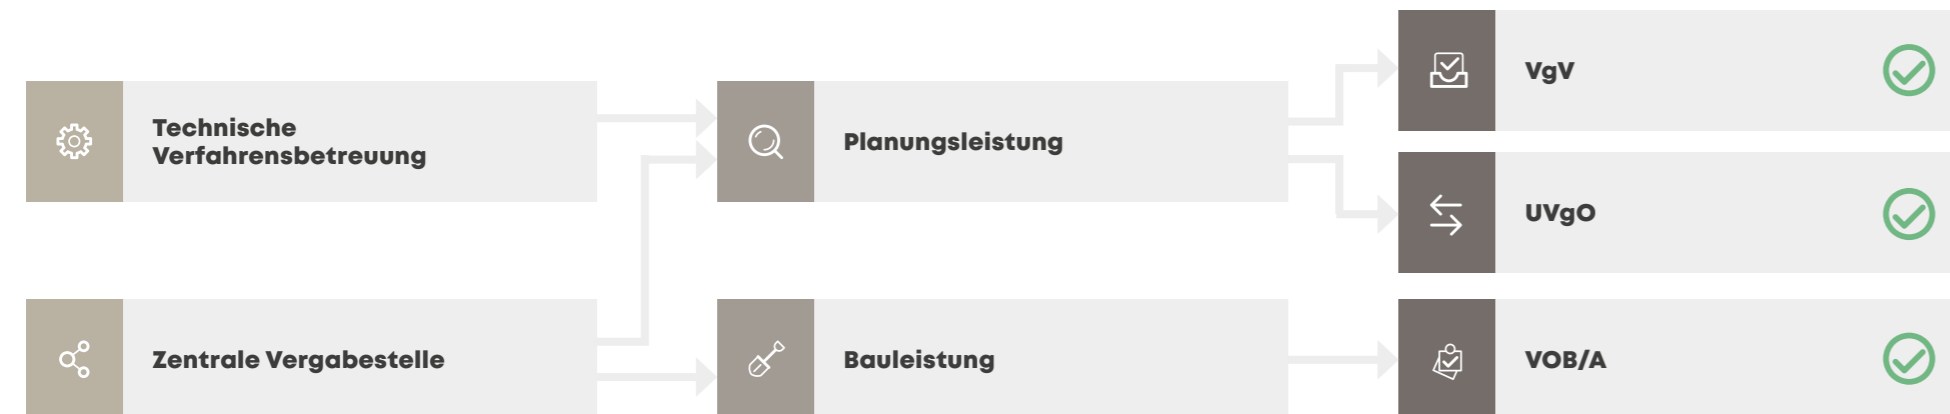 Technische
Verfahrensbetreuung
Planungsleistung
VgV
UVgO
Zentrale Vergabestelle
Bauleistung
VOB/A